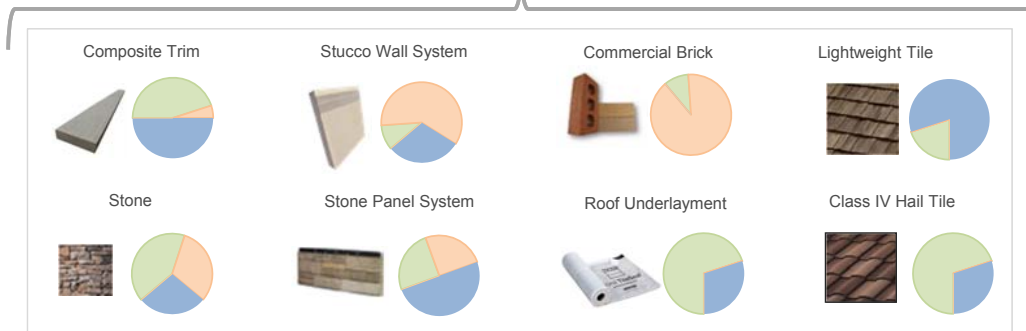 Composite Trim
Stucco Wall System
Commercial Brick
Lightweight Tile
Stone
Stone Panel System
Roof Underlayment
Class IV Hail Tile